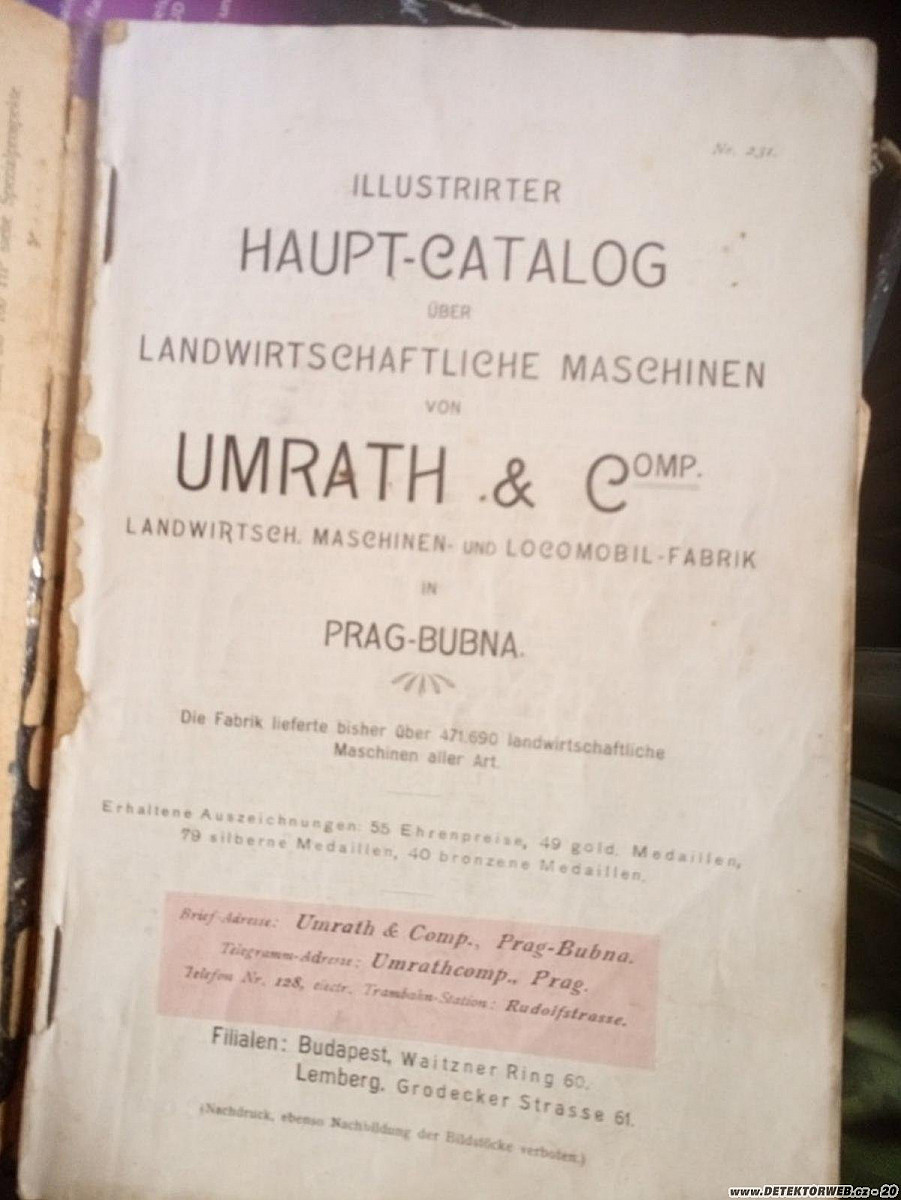 Nr. 231.
ILLUSTRIRTER
HAUPT-CATALOG
ÜBER
LANDWIRTSCHAFTLICHE MASCHINEN
VON
UMRATH & COMP.
LANDWIRTSCH. MASCHINEN- UND LOCOMOBIL-FABRIK
IN
PRAG-BUBNA.
Die Fabrik lieferte bisher über 471.690 landwirtschaftliche
Maschinen aller Art.
Erhaltene Auszeichnungen: 55 Ehrenpreise, 49 gold. Medaillen,
79 silberne Medaillen, 40 bronzene Medaillen.
Brief-Adresse: Umrath & Comp., Prag-Bubna.
Telegramm-Adresse: Umrathcomp., Prag.
Telefon Nr. 128, electr. Trambahn-Station: Rudolfstrasse.
Filialen: Budapest, Waitzner Ring 60.
Lemberg, Grodecker Strasse 61.
(Nachdruck, ebenso Nachbildung der Bildstöcke verboten.)
siehe Spezialprospekte
www.DETEKTORWEB.cz - 20